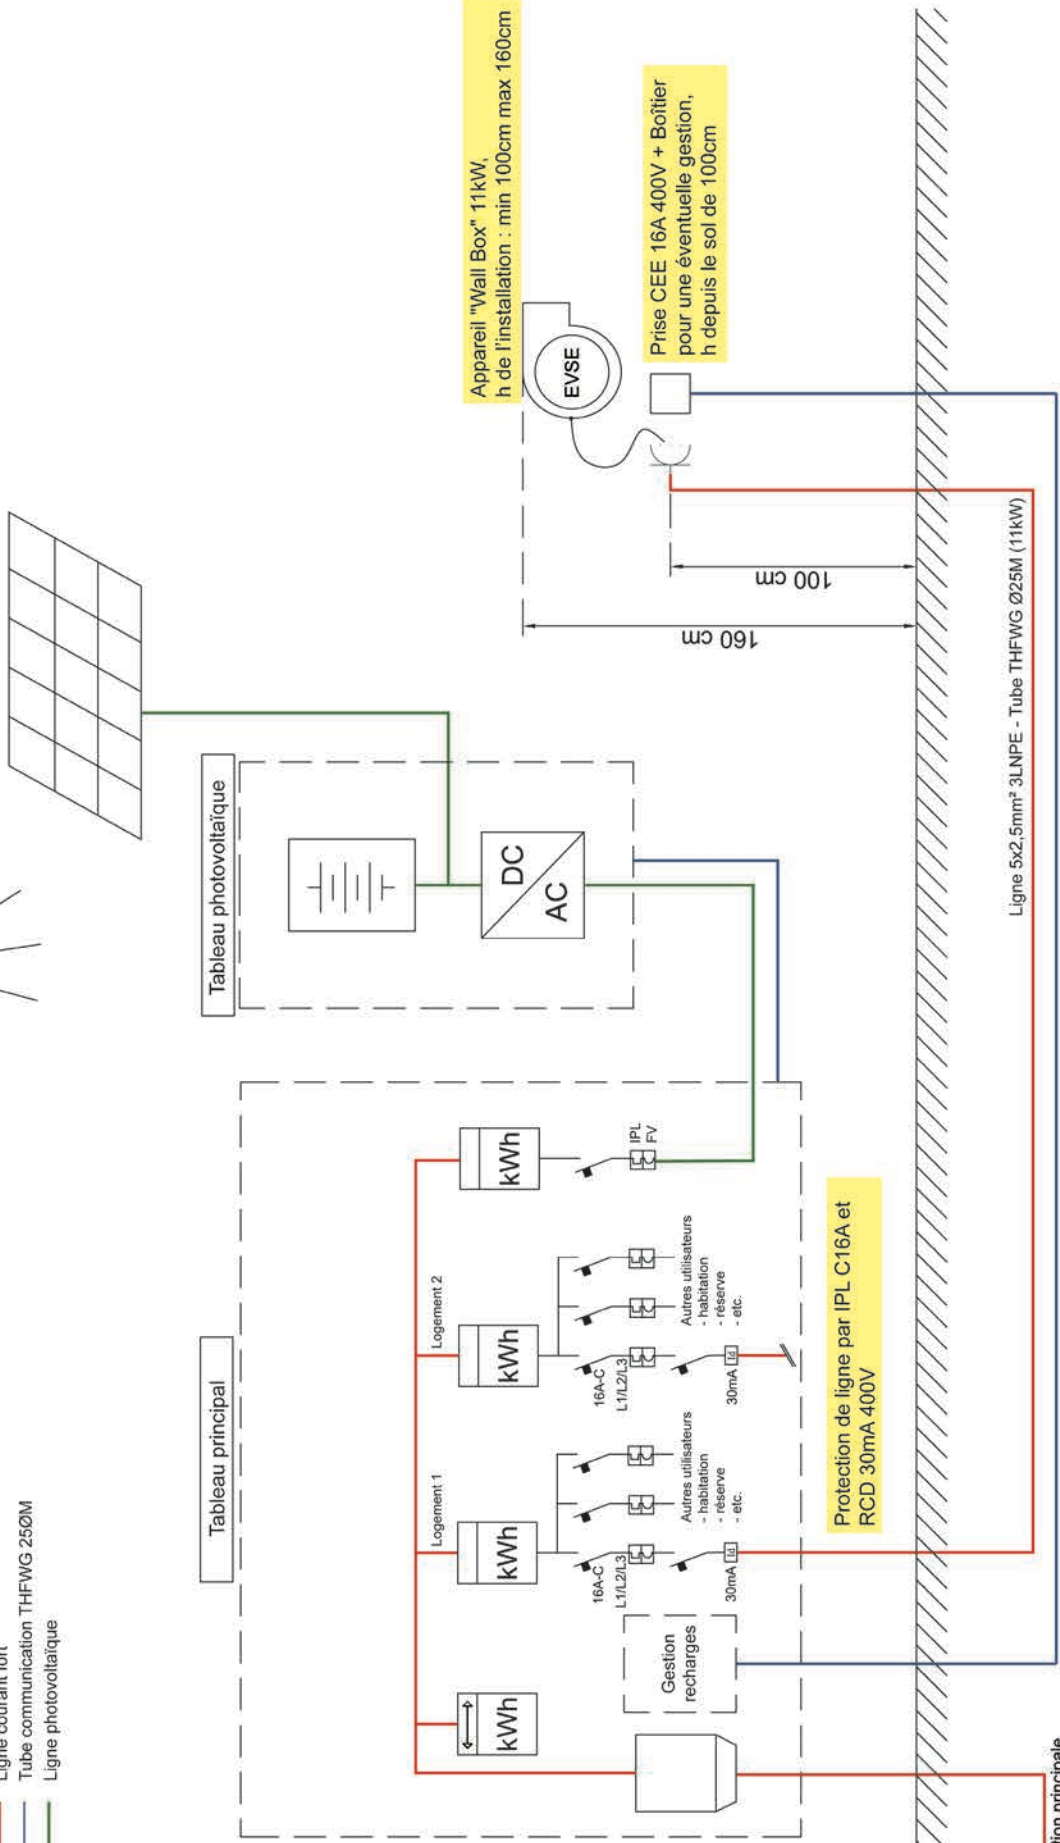 Ligne courant fort
Tube communication THFWG 25ØM
Ligne photovoltaïque
Tableau principal
Tableau photovoltaïque
kWh
Logement 1
kWh
Logement 2
kWh
kWh
Gestion
recharges
16A-C
L1/L2/L3
30mA
Id
Autres utilisateurs
- habitation
- réserve
- etc.
16A-C
L1/L2/L3
30mA
Id
Autres utilisateurs
- habitation
- réserve
- etc.
IPL
FV
DC
AC
Protection de ligne par IPL C16A et
RCD 30mA 400V
Appareil "Wall Box" 11kW,
h de l'installation : min 100cm max 160cm
EVSE
Prise CEE 16A 400V + Boîtier
pour une éventuelle gestion,
h depuis le sol de 100cm
160 cm
100 cm
Ligne 5x2,5mm² 3LNPE - Tube THFWG Ø25M (11kW)
principale